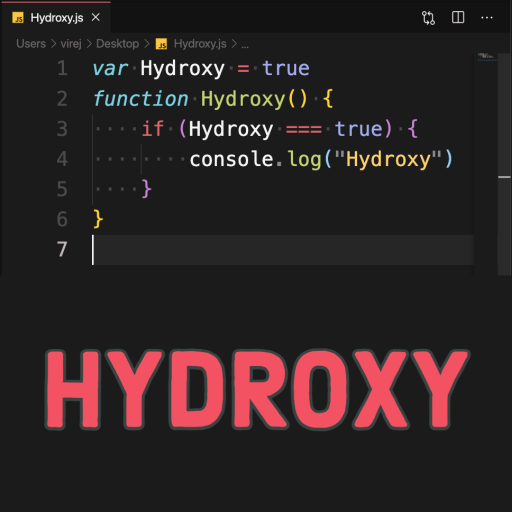 JS Hydroxy.js × ···
Users > virej > Desktop > JS Hydroxy.js > ...
1 var Hydroxy = true
2 function Hydroxy() {
3 if (Hydroxy === true) {
4 console.log("Hydroxy")
5 }
6 }
7
HYDROXY